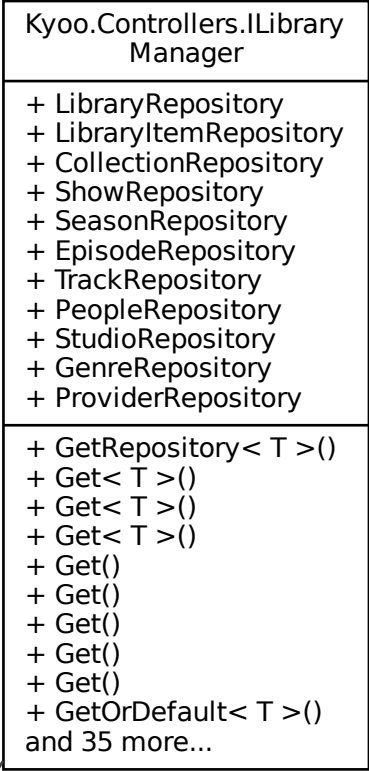 Kyoo.Controllers.ILibrary
Manager
+ LibraryRepository
+ LibraryItemRepository
+ CollectionRepository
+ ShowRepository
+ SeasonRepository
+ EpisodeRepository
+ TrackRepository
+ PeopleRepository
+ StudioRepository
+ GenreRepository
+ ProviderRepository
+ GetRepository< T >()
+ Get< T >()
+ Get< T >()
+ Get< T >()
+ Get()
+ Get()
+ Get()
+ Get()
+ Get()
+ GetOrDefault< T >()
and 35 more...